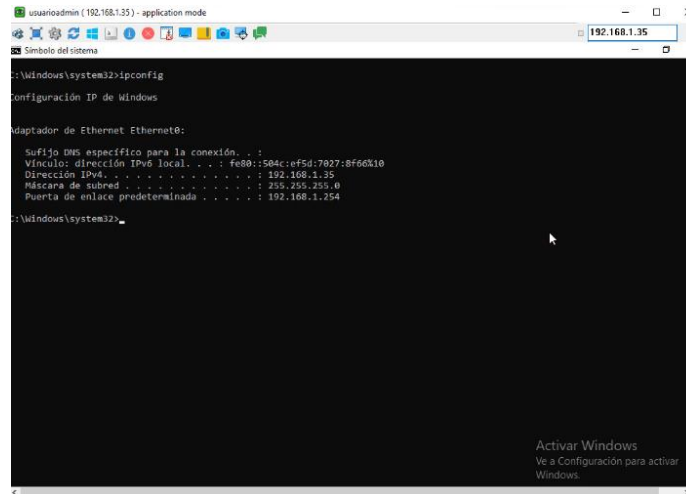 usuarioadmin ( 192.168.1.35 ) - application mode
192.168.1.35
Símbolo del sistema
C:\Windows\system32>ipconfig
Configuración IP de Windows
Adaptador de Ethernet Ethernet0:
Sufijo DNS específico para la conexión. . :
Vínculo: dirección IPv6 local. . . : fe80::504c:ef5d:7027:8f66%10
Dirección IPv4. . . . . . . . . . . . . . : 192.168.1.35
Máscara de subred . . . . . . . . . . . . : 255.255.255.0
Puerta de enlace predeterminada . . . . . : 192.168.1.254
C:\Windows\system32>
Activar Windows
Ve a Configuración para activar
Windows.